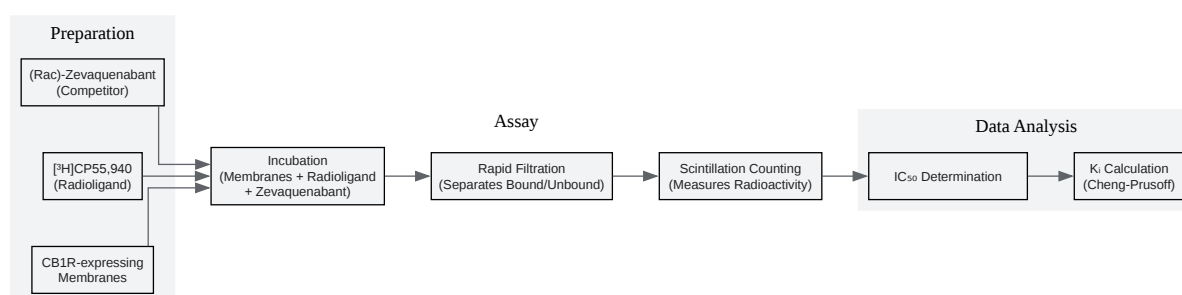 Preparation
(Rac)-Zevaquenabant
(Competitor)
[³H]CP55,940
(Radioligand)
CB1R-expressing
Membranes
Assay
Incubation
(Membranes + Radioligand
+ Zevaquenabant)
Rapid Filtration
(Separates Bound/Unbound)
Scintillation Counting
(Measures Radioactivity)
Data Analysis
IC₅₀ Determination
Kᵢ Calculation
(Cheng-Prusoff)